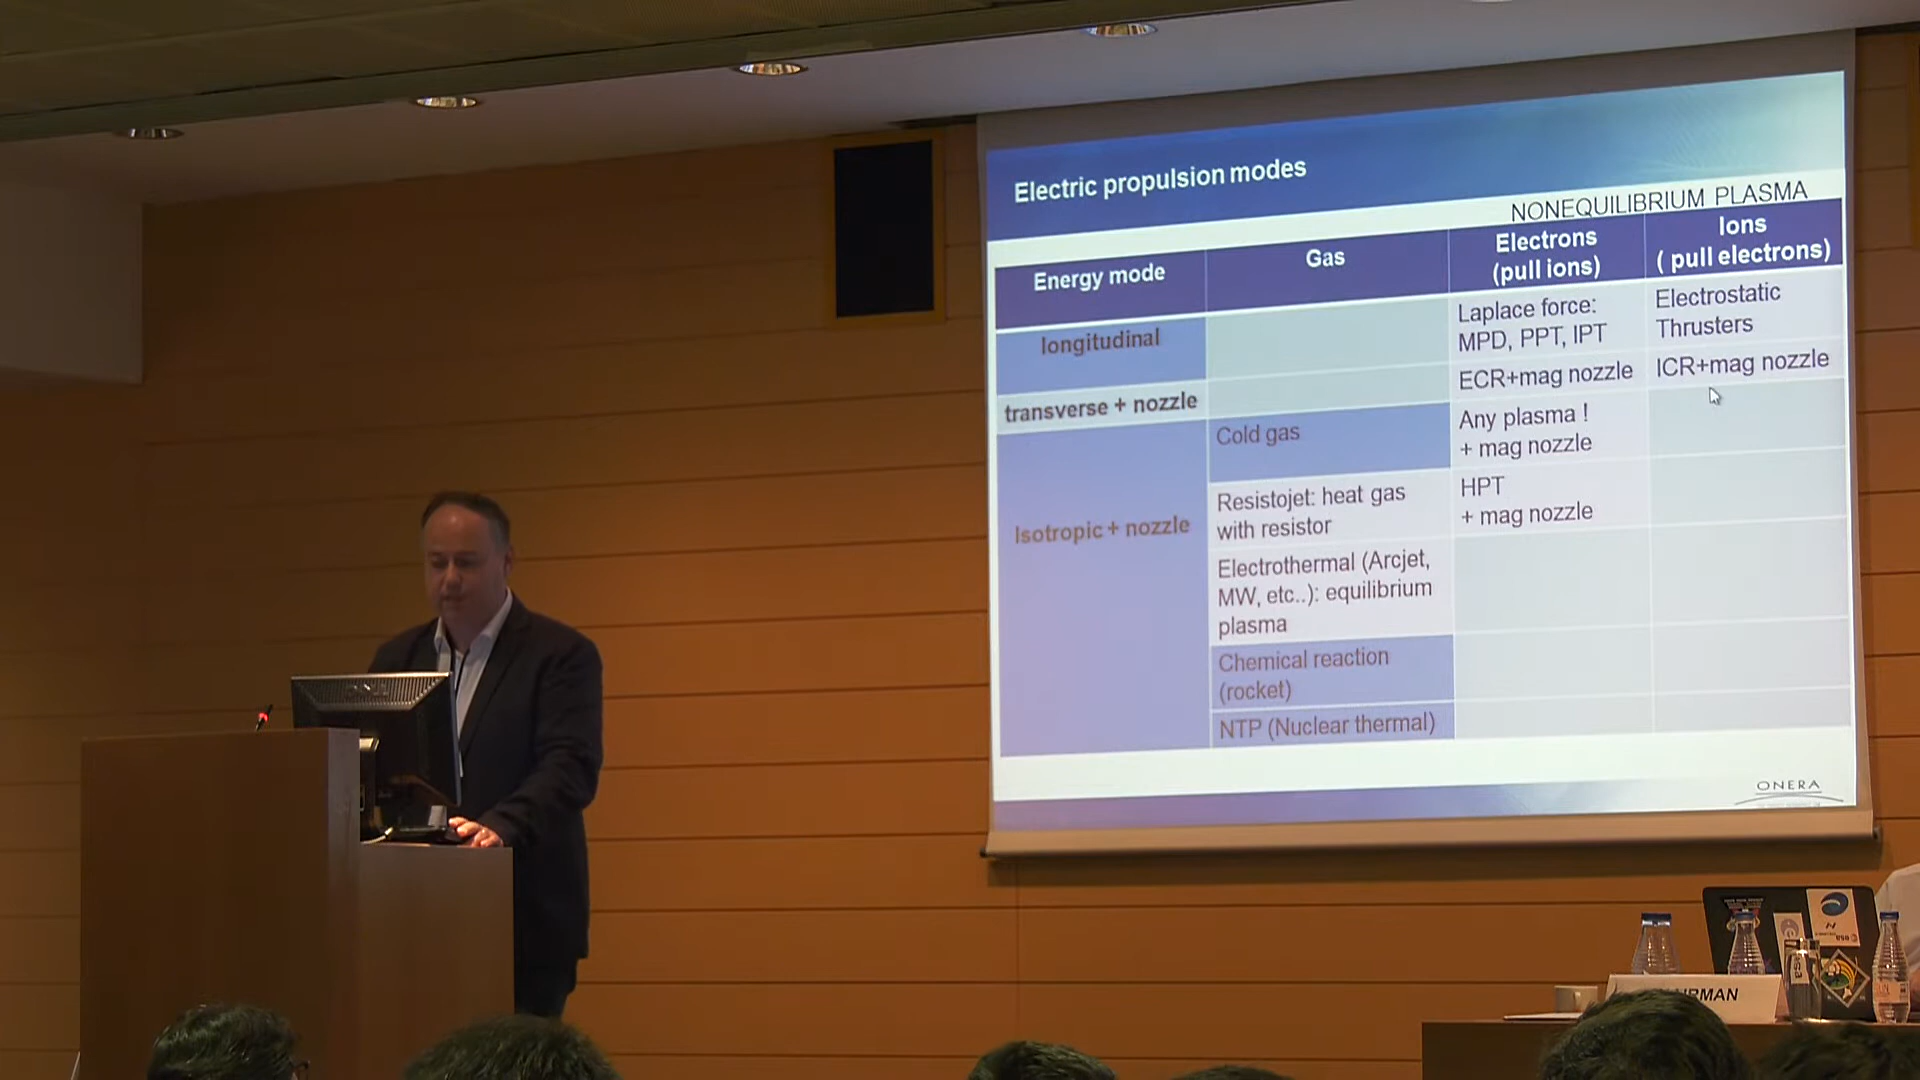 Electric propulsion modes
NONEQUILIBRIUM PLASMA
Energy mode
Gas
Electrons
(pull ions)
Ions
( pull electrons)
longitudinal
Laplace force:
MPD, PPT, IPT
Electrostatic
Thrusters
transverse + nozzle
ECR+mag nozzle
ICR+mag nozzle
Isotropic + nozzle
Cold gas
Any plasma !
+ mag nozzle
Resistojet: heat gas
with resistor
HPT
+ mag nozzle
Electrothermal (Arcjet,
MW, etc..): equilibrium
plasma
Chemical reaction
(rocket)
NTP (Nuclear thermal)
ONERA
esa